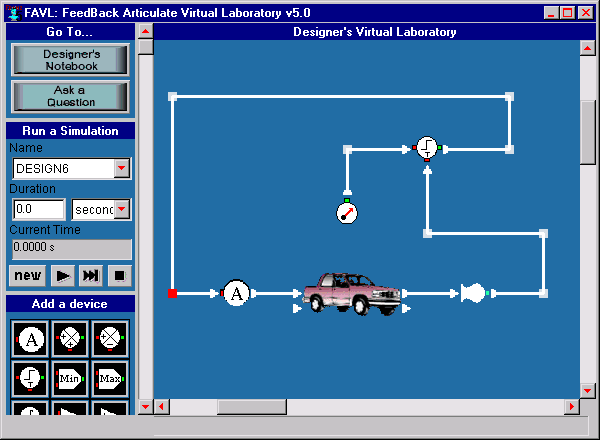 FAVL: FeedBack Articulate Virtual Laboratory v5.0
Go To...
Designer's
Notebook
Ask a
Question
Run a Simulation
Name
DESIGN6
Duration
0.0 seconc
Current Time
0.0000 s
new
Add a device
A
T Min Max
Designer's Virtual Laboratory
T
A